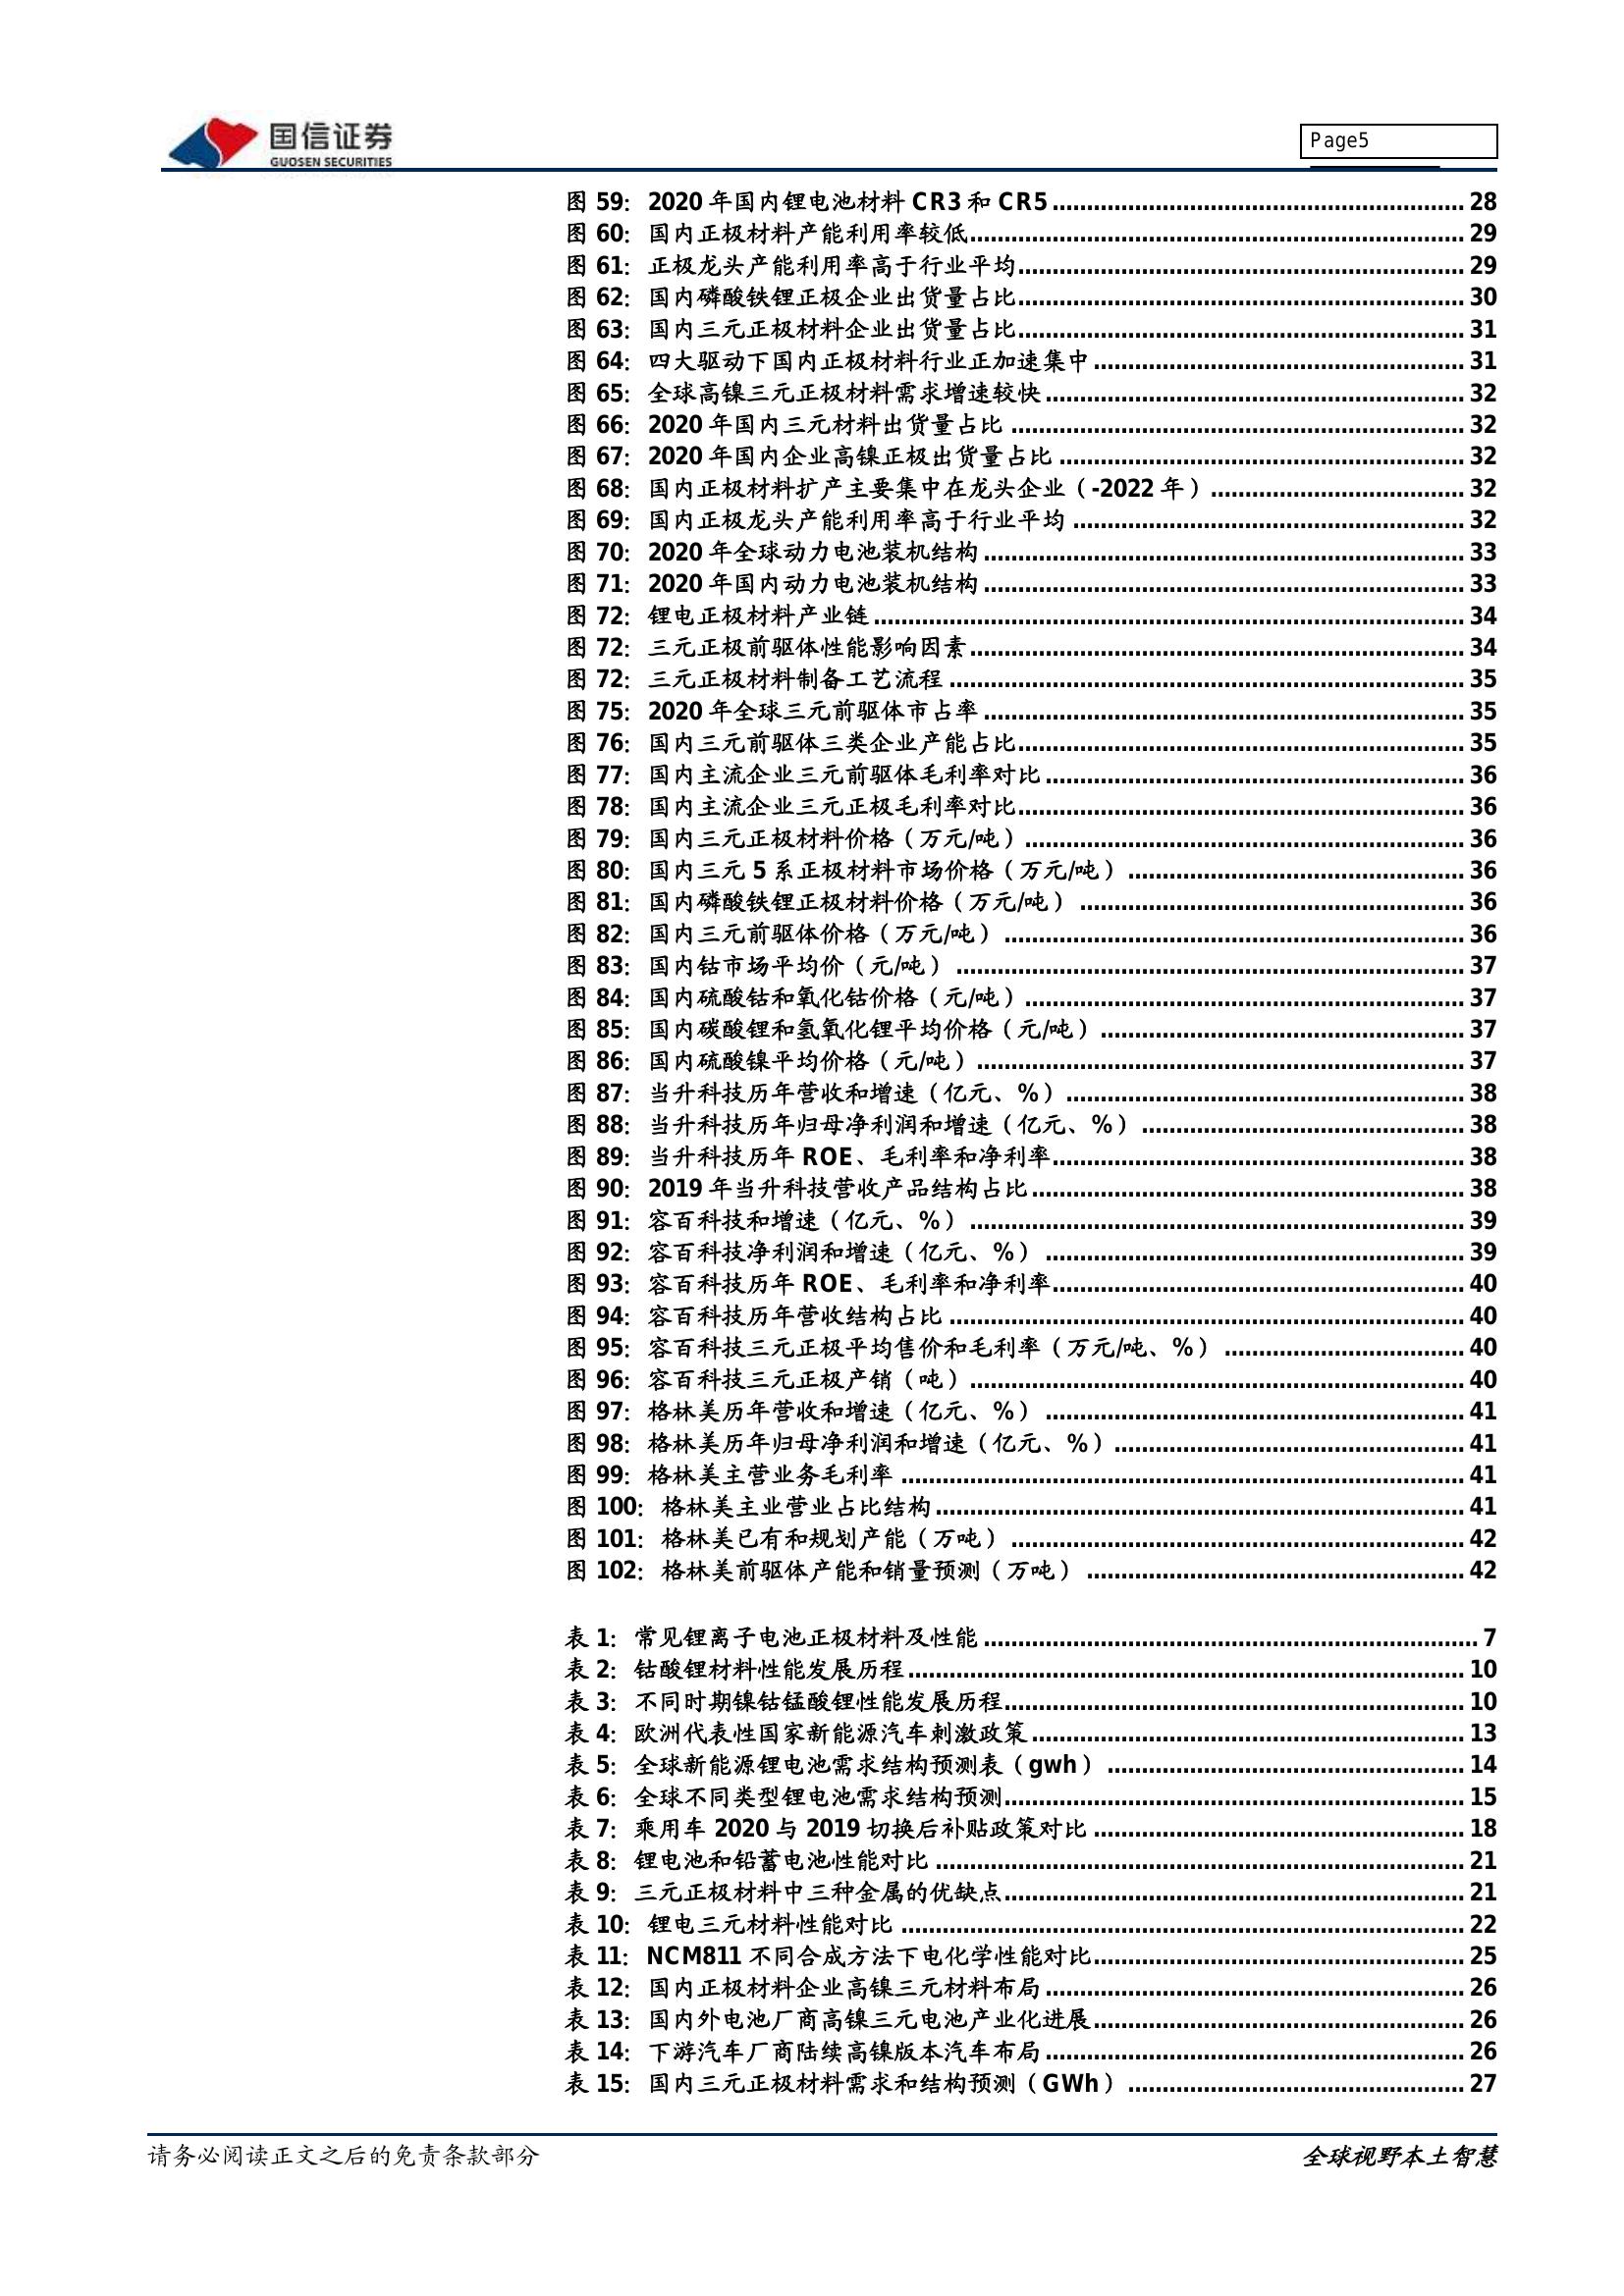 国信证券
GUOSEN SECURITIES
Page5
图 59：2020 年国内锂电池材料 CR3 和 CR5 28
图 60：国内正极材料产能利用率较低 29
图 61：正极龙头产能利用率高于行业平均 29
图 62：国内磷酸铁锂正极企业出货量占比 30
图 63：国内三元正极材料企业出货量占比 31
图 64：四大驱动下国内正极材料行业正加速集中 31
图 65：全球高镍三元正极材料需求增速较快 32
图 66：2020 年国内三元材料出货量占比 32
图 67：2020 年国内企业高镍正极出货量占比 32
图 68：国内正极材料扩产主要集中在龙头企业（-2022 年） 32
图 69：国内正极龙头产能利用率高于行业平均 32
图 70：2020 年全球动力电池装机结构 33
图 71：2020 年国内动力电池装机结构 33
图 72：锂电正极材料产业链 34
图 72：三元正极前驱体性能影响因素 34
图 72：三元正极材料制备工艺流程 35
图 75：2020 年全球三元前驱体市占率 35
图 76：国内三元前驱体三类企业产能占比 35
图 77：国内主流企业三元前驱体毛利率对比 36
图 78：国内主流企业三元正极毛利率对比 36
图 79：国内三元正极材料价格（万元/吨） 36
图 80：国内三元 5 系正极材料市场价格（万元/吨） 36
图 81：国内磷酸铁锂正极材料价格（万元/吨） 36
图 82：国内三元前驱体价格（万元/吨） 36
图 83：国内钴市场平均价（元/吨） 37
图 84：国内硫酸钴和氧化钴价格（元/吨） 37
图 85：国内碳酸锂和氢氧化锂平均价格（元/吨） 37
图 86：国内硫酸镍平均价格（元/吨） 37
图 87：当升科技历年营收和增速（亿元、%） 38
图 88：当升科技历年归母净利润和增速（亿元、%） 38
图 89：当升科技历年 ROE、毛利率和净利率 38
图 90：2019 年当升科技营收产品结构占比 38
图 91：容百科技和增速（亿元、%） 39
图 92：容百科技净利润和增速（亿元、%） 39
图 93：容百科技历年 ROE、毛利率和净利率 40
图 94：容百科技历年营收结构占比 40
图 95：容百科技三元正极平均售价和毛利率（万元/吨、%） 40
图 96：容百科技三元正极产销（吨） 40
图 97：格林美历年营收和增速（亿元、%） 41
图 98：格林美历年归母净利润和增速（亿元、%） 41
图 99：格林美主营业务毛利率 41
图 100：格林美主业营业占比结构 41
图 101：格林美已有和规划产能（万吨） 42
图 102：格林美前驱体产能和销量预测（万吨） 42
表 1：常见锂离子电池正极材料及性能 7
表 2：钴酸锂材料性能发展历程 10
表 3：不同时期镍钴锰酸锂性能发展历程 10
表 4：欧洲代表性国家新能源汽车刺激政策 13
表 5：全球新能源锂电池需求结构预测表（gwh） 14
表 6：全球不同类型锂电池需求结构预测 15
表 7：乘用车 2020 与 2019 切换后补贴政策对比 18
表 8：锂电池和铅蓄电池性能对比 21
表 9：三元正极材料中三种金属的优缺点 21
表 10：锂电三元材料性能对比 22
表 11：NCM811 不同合成方法下电化学性能对比 25
表 12：国内正极材料企业高镍三元材料布局 26
表 13：国内外电池厂商高镍三元电池产业化进展 26
表 14：下游汽车厂商陆续高镍版本汽车布局 26
表 15：国内三元正极材料需求和结构预测（GWh） 27
请务必阅读正文之后的免责条款部分
全球视野本土智慧